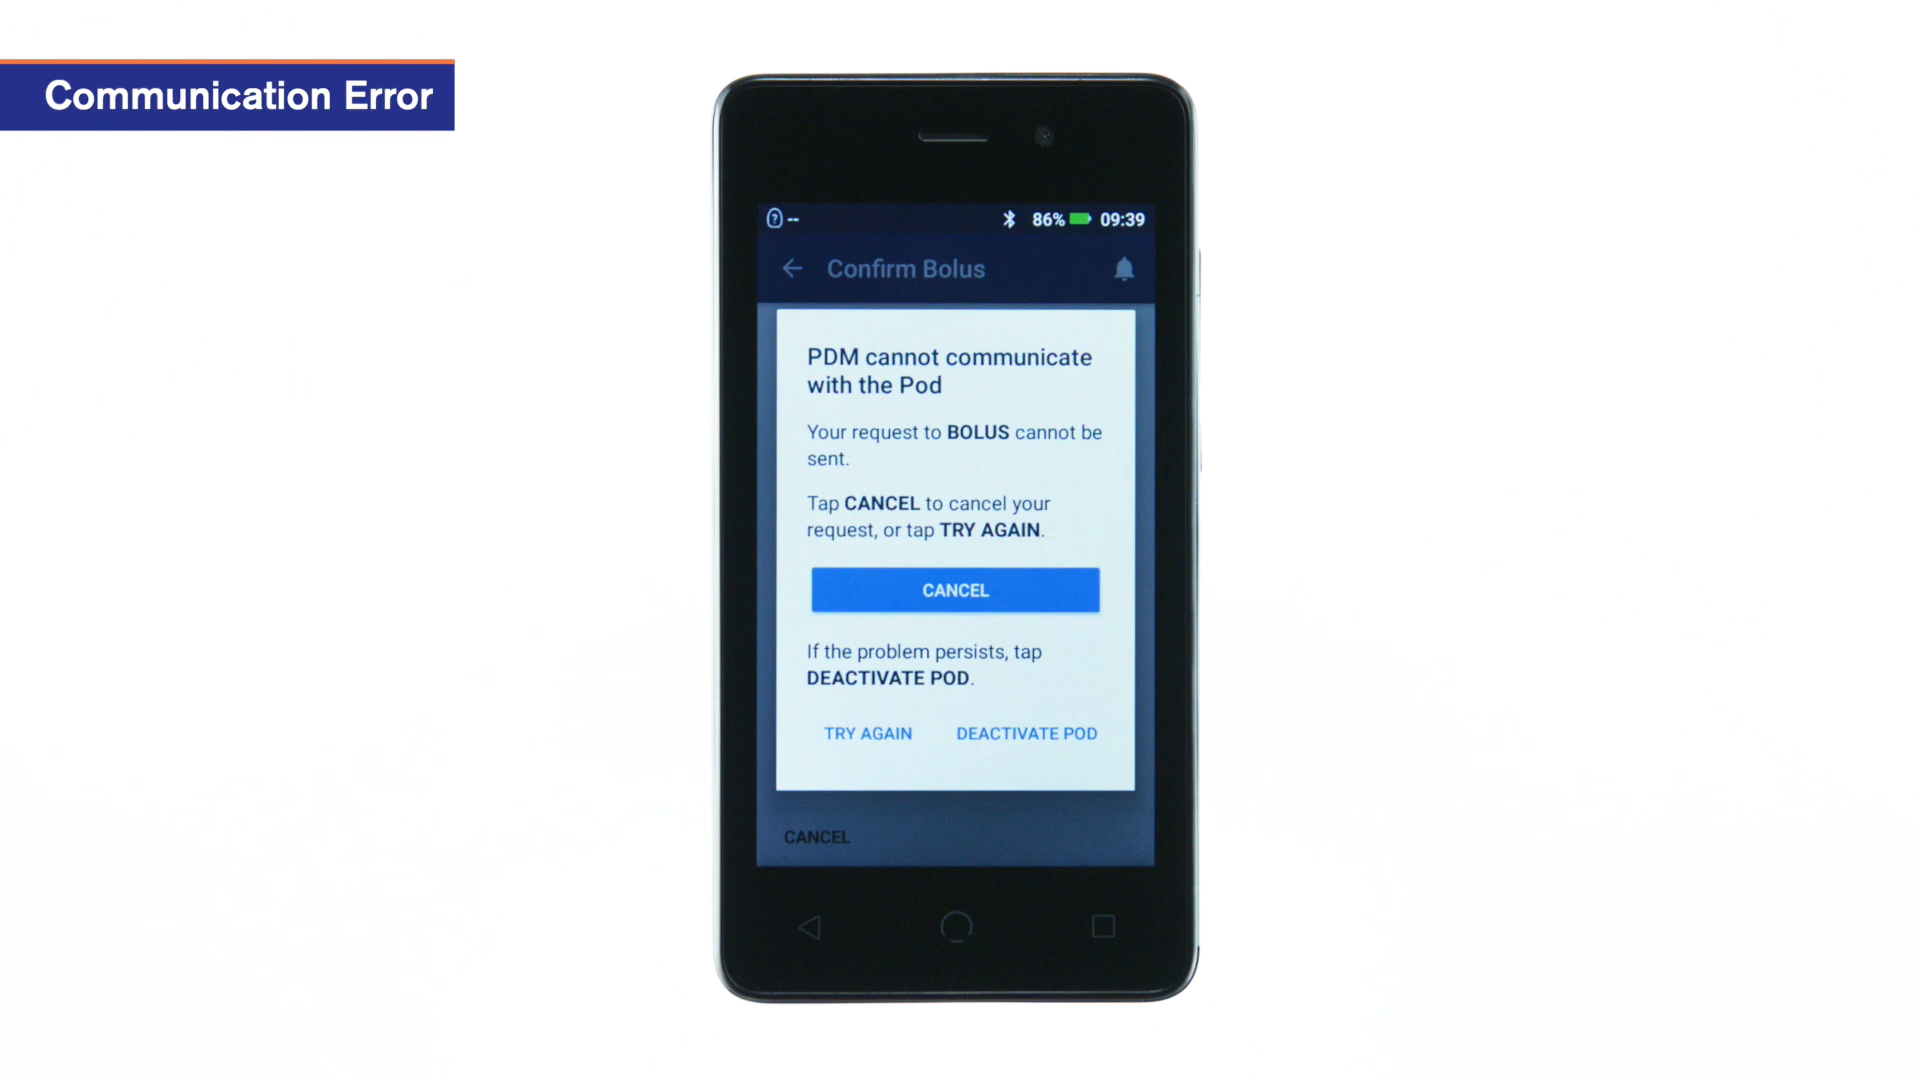 Communication Error
? -- 86% 09:39
Confirm Bolus
PDM cannot communicate
with the Pod
Your request to BOLUS cannot be
sent.
Tap CANCEL to cancel your
request, or tap TRY AGAIN.
CANCEL
If the problem persists, tap
DEACTIVATE POD.
TRY AGAIN DEACTIVATE POD
CANCEL